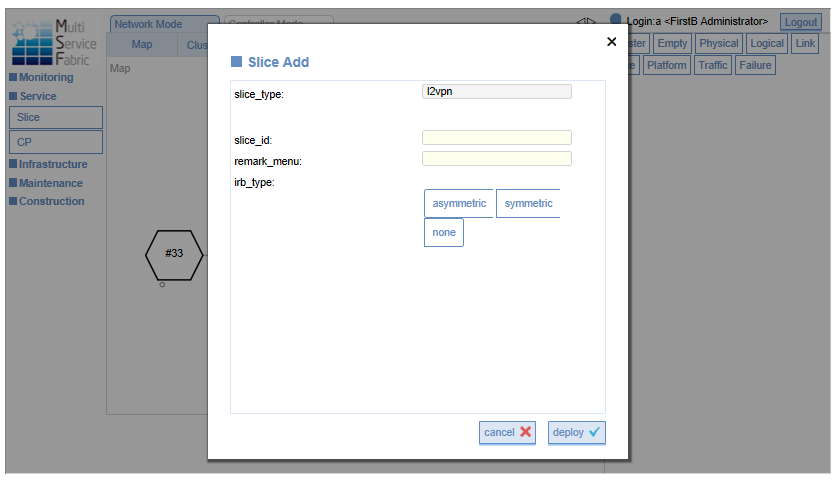 Multi
Service
Fabric
Network Mode
Controller Mode
Login:a <FirstB Administrator>
Logout
Map
Clus
ster
Empty
Physical
Logical
Link
e
Platform
Traffic
Failure
Map
Monitoring
Service
Slice
CP
Infrastructure
Maintenance
Construction
#33
Slice Add
slice_type:
l2vpn
slice_id:
remark_menu:
irb_type:
asymmetric
symmetric
none
cancel
deploy